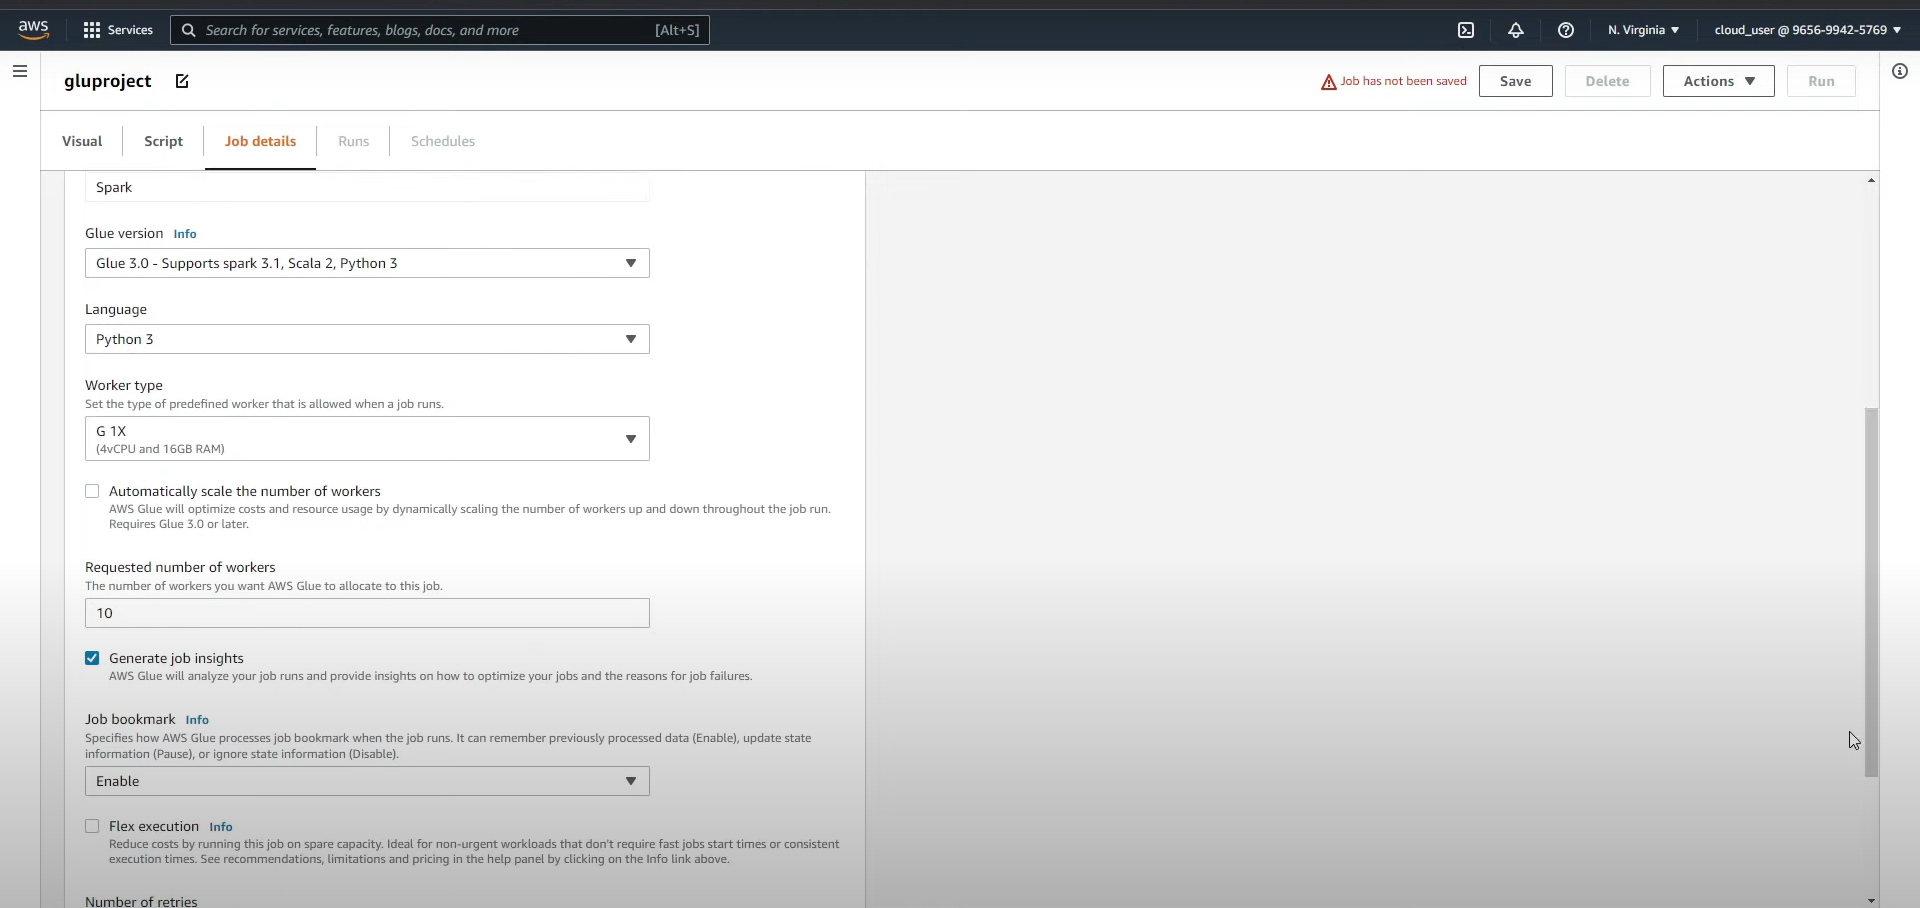 aws
Services
Search for services, features, blogs, docs, and more
[Alt+S]
N. Virginia
cloud_user @ 9656-9942-5769
gluproject
Job has not been saved
Save
Delete
Actions
Run
Visual
Script
Job details
Runs
Schedules
Spark
Glue version Info
Glue 3.0 - Supports spark 3.1, Scala 2, Python 3
Language
Python 3
Worker type
Set the type of predefined worker that is allowed when a job runs.
G 1X
(4vCPU and 16GB RAM)
Automatically scale the number of workers
AWS Glue will optimize costs and resource usage by dynamically scaling the number of workers up and down throughout the job run.
Requires Glue 3.0 or later.
Requested number of workers
The number of workers you want AWS Glue to allocate to this job.
10
Generate job insights
AWS Glue will analyze your job runs and provide insights on how to optimize your jobs and the reasons for job failures.
Job bookmark Info
Specifies how AWS Glue processes job bookmark when the job runs. It can remember previously processed data (Enable), update state
information (Pause), or ignore state information (Disable).
Enable
Flex execution Info
Reduce costs by running this job on spare capacity. Ideal for non-urgent workloads that don't require fast jobs start times or consistent
execution times. See recommendations, limitations and pricing in the help panel by clicking on the Info link above.
Number of retries